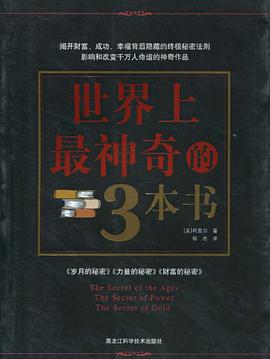 揭开财富、成功、幸福背后隐藏的终极秘密法则
影响和改变千万人命运的神奇作品
世界上
最神奇的
3本书
[美]柯里尔 著
程杰 译
《岁月的秘密》《力量的秘密》《财富的秘密》
The Secret of the Ages
The Secret of Power
The Secret of Gold
黑龙江科学技术出版社